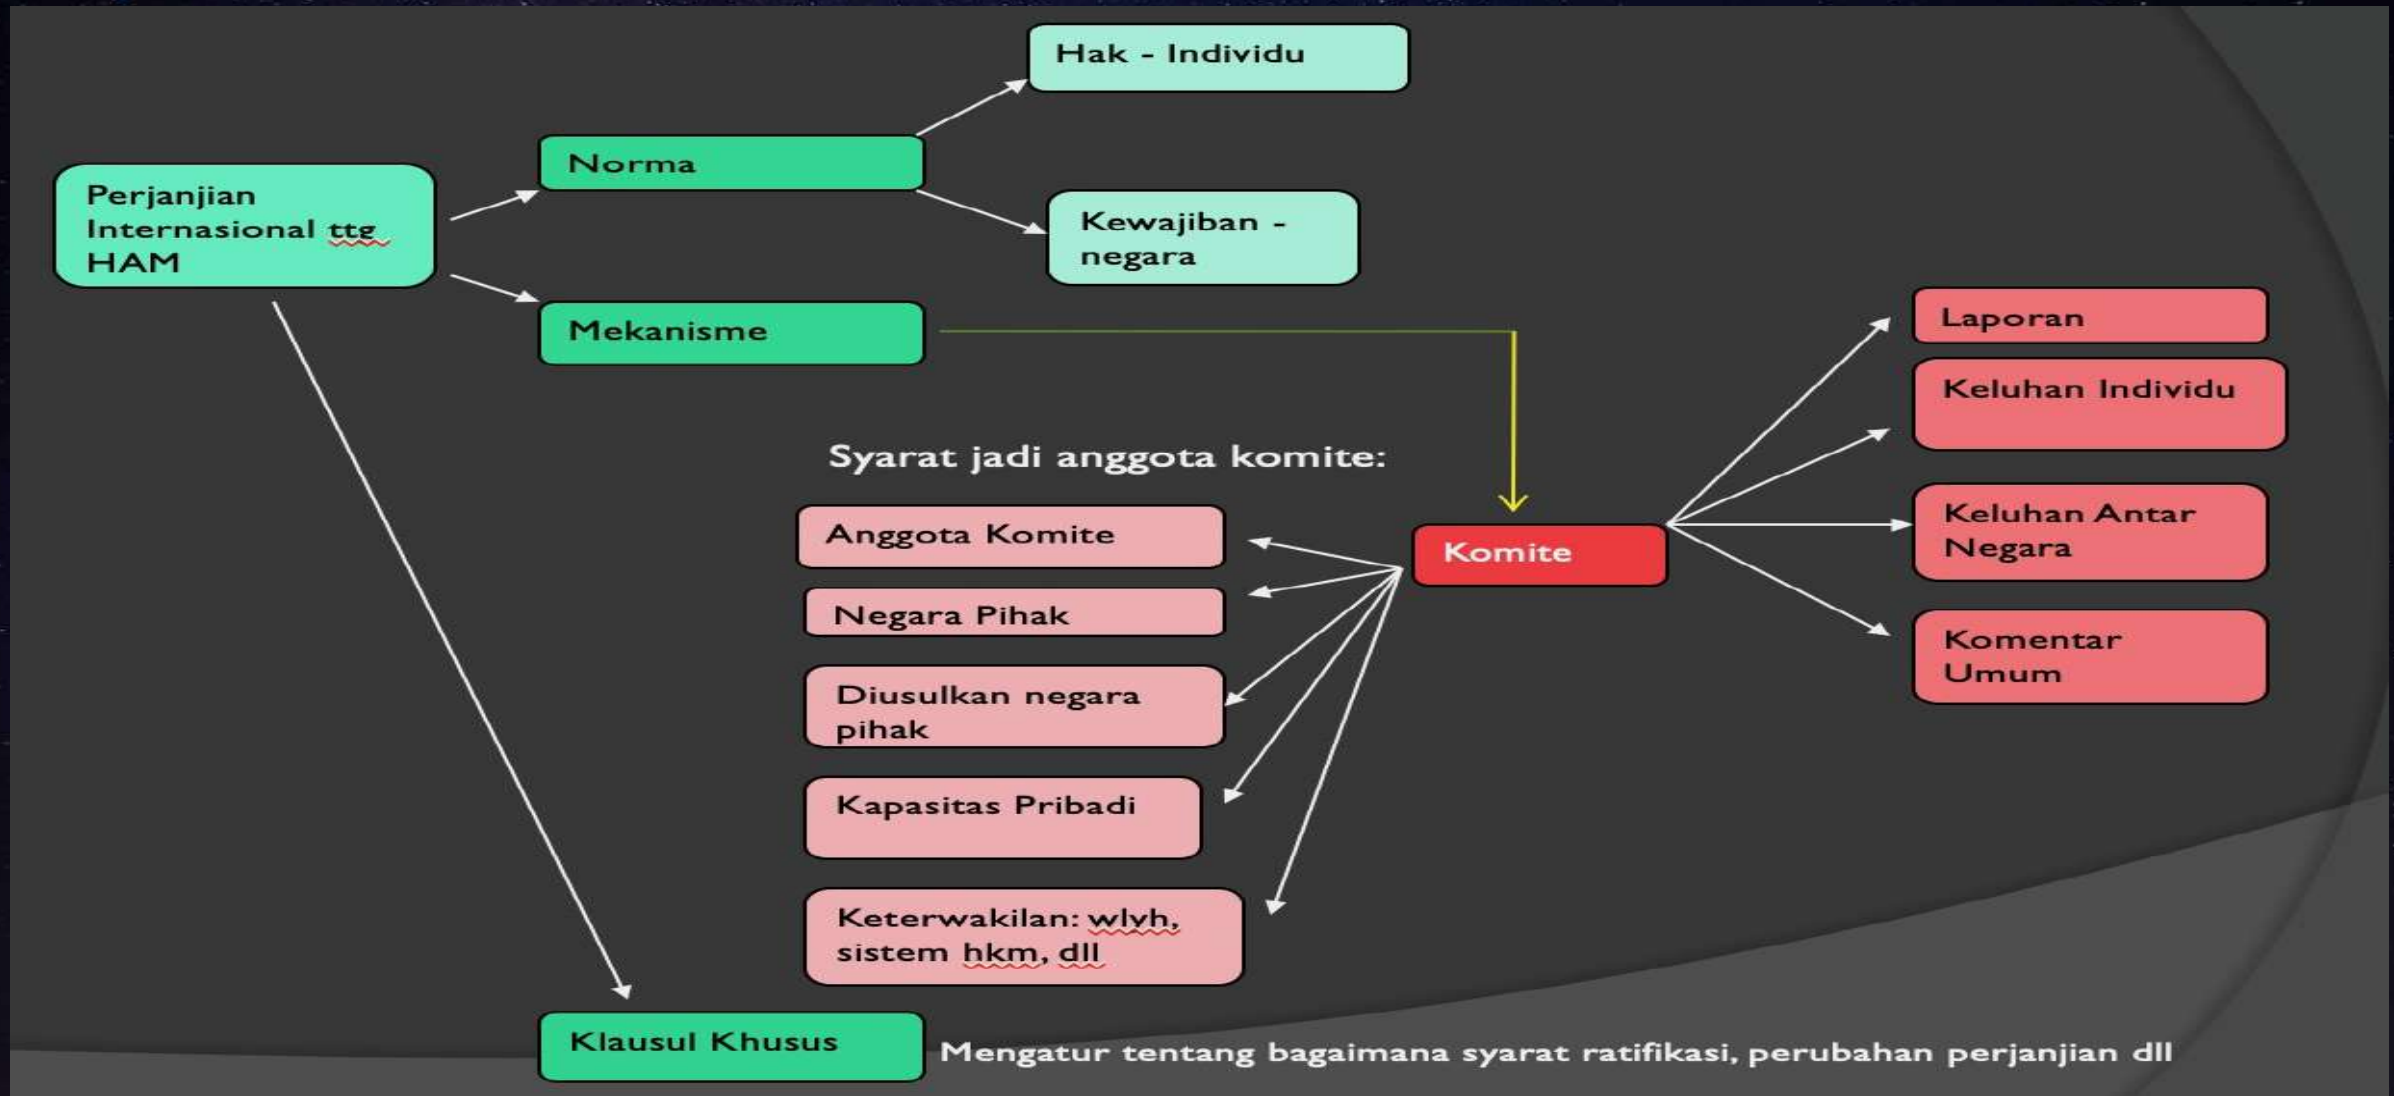 Hak - Individu
Norma
Perjanjian
Internasional ttg
HAM
Kewajiban -
negara
Mekanisme
Laporan
Keluhan Individu
Syarat jadi anggota komite:
Anggota Komite
Komite
Keluhan Antar
Negara
Negara Pihak
Komentar
Umum
Diusulkan negara
pihak
Kapasitas Pribadi
Keterwakilan: wlyh,
sistem hkm, dll
Klausul Khusus
Mengatur tentang bagaimana syarat ratifikasi, perubahan perjanjian dll